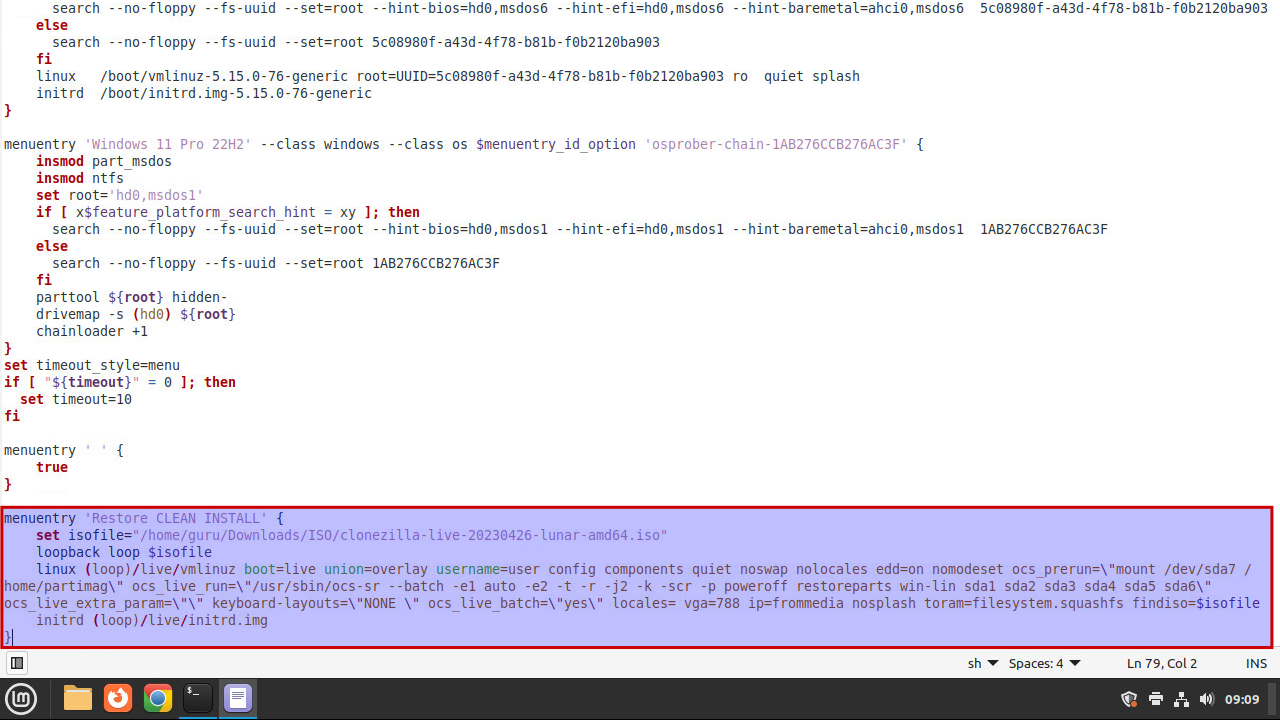 search --no-floppy --fs-uuid --set=root --hint-bios=hd0,msdos6 --hint-efi=hd0,msdos6 --hint-baremetal=ahci0,msdos6  5c08980f-a43d-4f78-b81b-f0b2120ba903
else
search --no-floppy --fs-uuid --set=root 5c08980f-a43d-4f78-b81b-f0b2120ba903
fi
linux   /boot/vmlinuz-5.15.0-76-generic root=UUID=5c08980f-a43d-4f78-b81b-f0b2120ba903 ro  quiet splash
initrd  /boot/initrd.img-5.15.0-76-generic
}
menuentry 'Windows 11 Pro 22H2' --class windows --class os $menuentry_id_option 'osprober-chain-1AB276CCB276AC3F' {
insmod part_msdos
insmod ntfs
set root='hd0,msdos1'
if [ x$feature_platform_search_hint = xy ]; then
search --no-floppy --fs-uuid --set=root --hint-bios=hd0,msdos1 --hint-efi=hd0,msdos1 --hint-baremetal=ahci0,msdos1  1AB276CCB276AC3F
else
search --no-floppy --fs-uuid --set=root 1AB276CCB276AC3F
fi
parttool ${root} hidden-
drivemap -s (hd0) ${root}
chainloader +1
}
set timeout_style=menu
if [ "${timeout}" = 0 ]; then
set timeout=10
fi
menuentry ' ' {
true
}
menuentry 'Restore CLEAN INSTALL' {
set isofile="/home/guru/Downloads/ISO/clonezilla-live-20230426-lunar-amd64.iso"
loopback loop $isofile
linux (loop)/live/vmlinuz boot=live union=overlay username=user config components quiet noswap nolocales edd=on nomodeset ocs_prerun=\"mount /dev/sda7 /
home/partimag\" ocs_live_run=\"/usr/sbin/ocs-sr --batch -e1 auto -e2 -t -r -j2 -k -scr -p poweroff restoreparts win-lin sda1 sda2 sda3 sda4 sda5 sda6\"
ocs_live_extra_param=\"\" keyboard-layouts=\"NONE \" ocs_live_batch=\"yes\" locales= vga=788 ip=frommedia nosplash toram=filesystem.squashfs findiso=$isofile
initrd (loop)/live/initrd.img
}
sh Spaces: 4 Ln 79, Col 2 INS
09:09